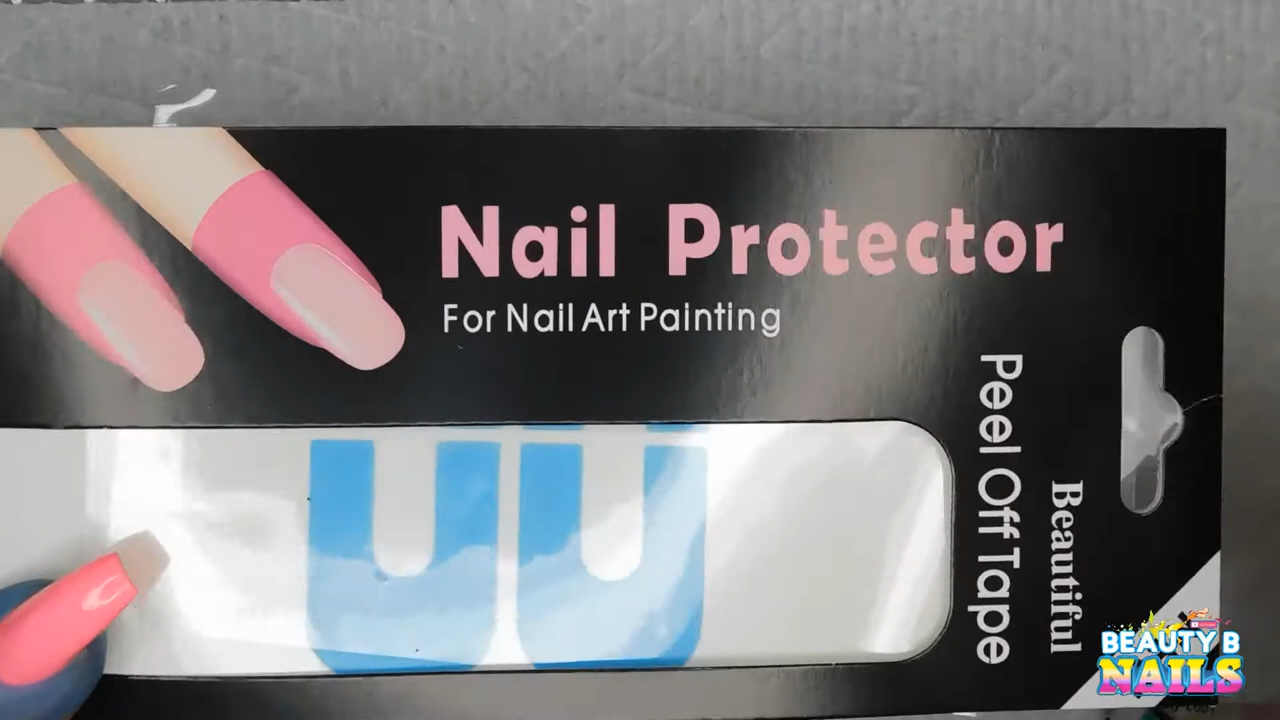 Nail Protector
For Nail Art Painting
Peel Off Tape
Beautiful
BEAUTY B
NAILS